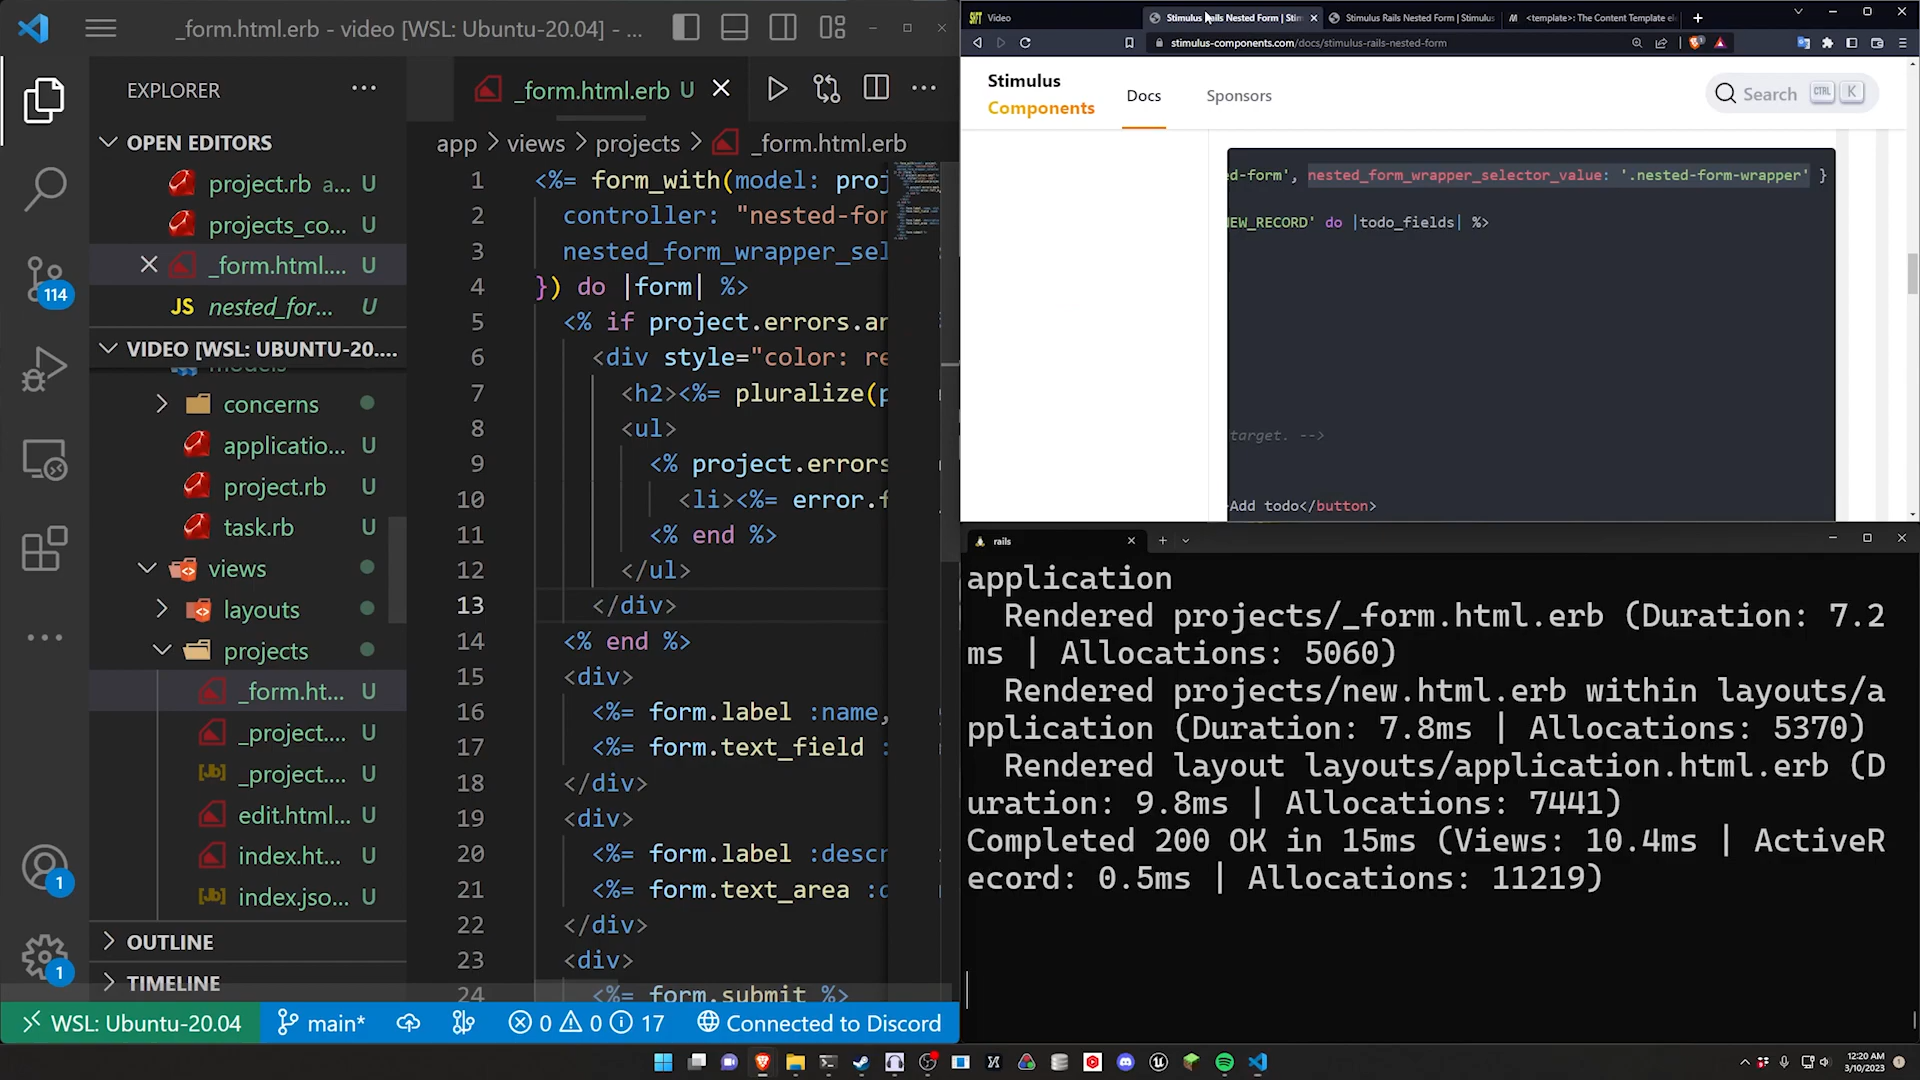 _form.html.erb - video [WSL: Ubuntu-20.04] - ...
EXPLORER
OPEN EDITORS
project.rb a... U
projects_co... U
_form.html.... U
JS nested_for... U
VIDEO [WSL: UBUNTU-20....
models
concerns
applicatio... U
project.rb U
task.rb U
views
layouts
projects
_form.ht... U
_project.... U
_project.... U
edit.html... U
index.ht... U
index.jso... U
OUTLINE
TIMELINE
114
1
1
_form.html.erb U
app > views > projects > _form.html.erb
1 <%= form_with(model: proj
2 controller: "nested-for
3 nested_form_wrapper_sel
4 }) do |form| %>
5 <% if project.errors.an
6 <div style="color: re
7 <h2><%= pluralize(p
8 <ul>
9 <% project.errors
10 <li><%= error.f
11 <% end %>
12 </ul>
13 </div>
14 <% end %>
15 <div>
16 <%= form.label :name,
17 <%= form.text_field :
18 </div>
19 <div>
20 <%= form.label :descr
21 <%= form.text_area :d
22 </div>
23 <div>
24 <%= form.submit %>
WSL: Ubuntu-20.04 main* 0 0 17 Connected to Discord
Video
Stimulus Rails Nested Form | Stim
Stimulus Rails Nested Form | Stimulus
<template>: The Content Template el
stimulus-components.com/docs/stimulus-rails-nested-form
Stimulus
Components
Docs
Sponsors
Search CTRL K
ed-form', nested_form_wrapper_selector_value: '.nested-form-wrapper' }
NEW_RECORD' do |todo_fields| %>
target. -->
>Add todo</button>
rails
application
Rendered projects/_form.html.erb (Duration: 7.2
ms | Allocations: 5060)
Rendered projects/new.html.erb within layouts/a
pplication (Duration: 7.8ms | Allocations: 5370)
Rendered layout layouts/application.html.erb (D
uration: 9.8ms | Allocations: 7441)
Completed 200 OK in 15ms (Views: 10.4ms | ActiveR
ecord: 0.5ms | Allocations: 11219)
12:20 AM
3/10/2023